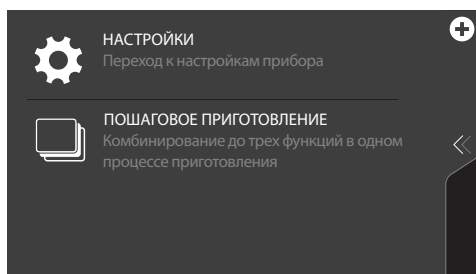 НАСТРОЙКИ
Переход к настройкам прибора
ПОШАГОВОЕ ПРИГОТОВЛЕНИЕ
Комбинирование до трех функций в одном
процессе приготовления